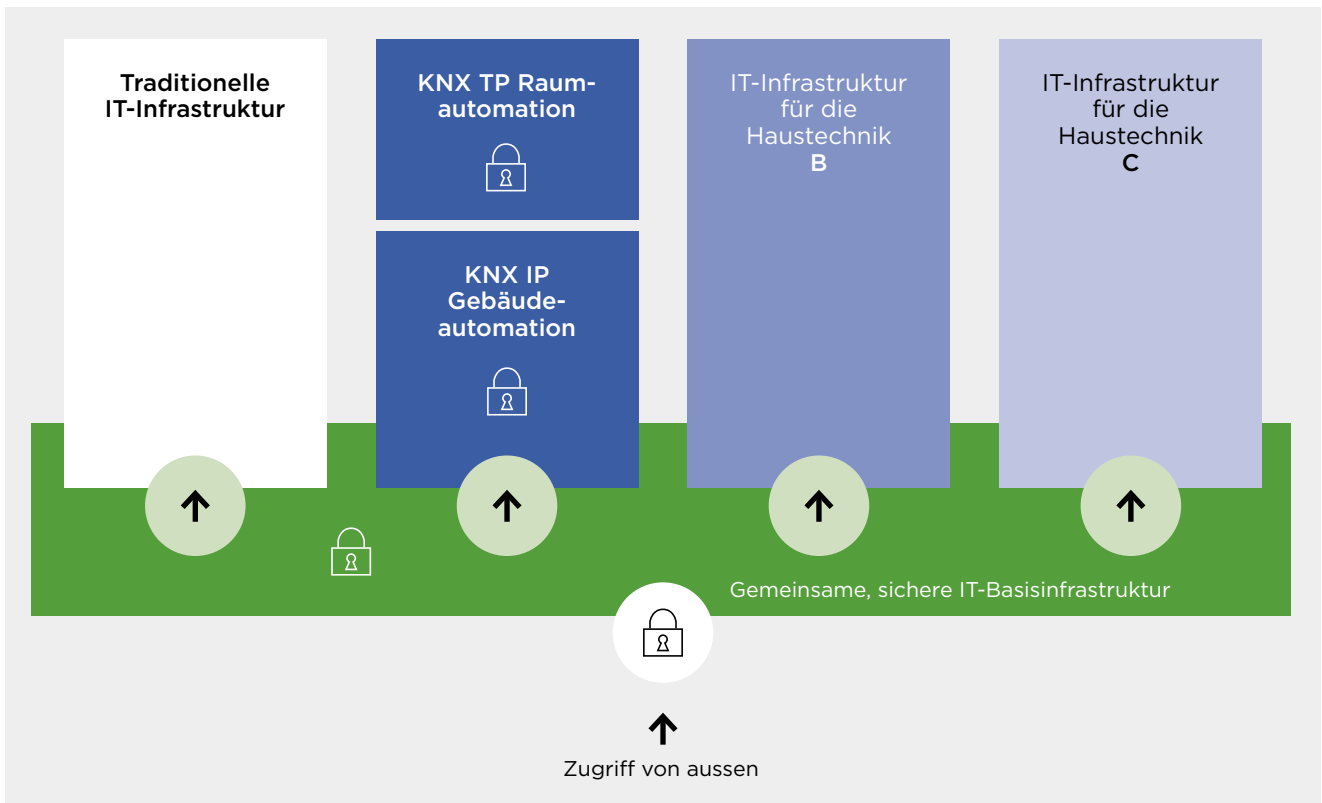 Traditionelle
IT-Infrastruktur
KNX TP Raum-
automation
KNX IP
Gebäude-
automation
IT-Infrastruktur
für die
Haustechnik
B
IT-Infrastruktur
für die
Haustechnik
C
Gemeinsame, sichere IT-Basisinfrastruktur
Zugriff von aussen